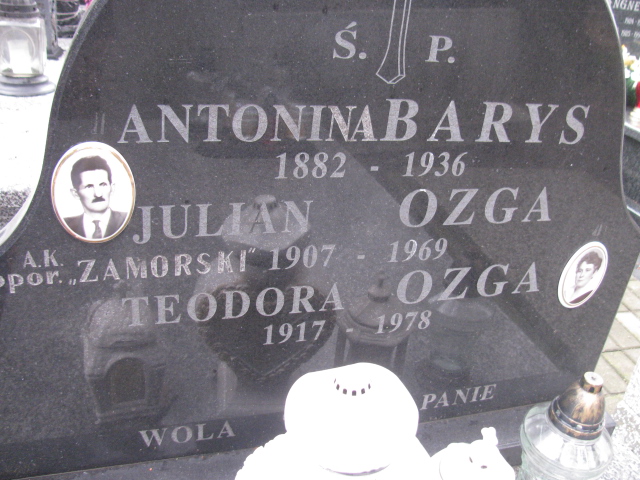 Ś. P.
ANTONINA BARYS
1882 - 1936
JULIAN OZGA
A.K.
ppor. „ZAMORSKI" 1907 - 1969
TEODORA OZGA
1917 - 1978
WOLA PANIE